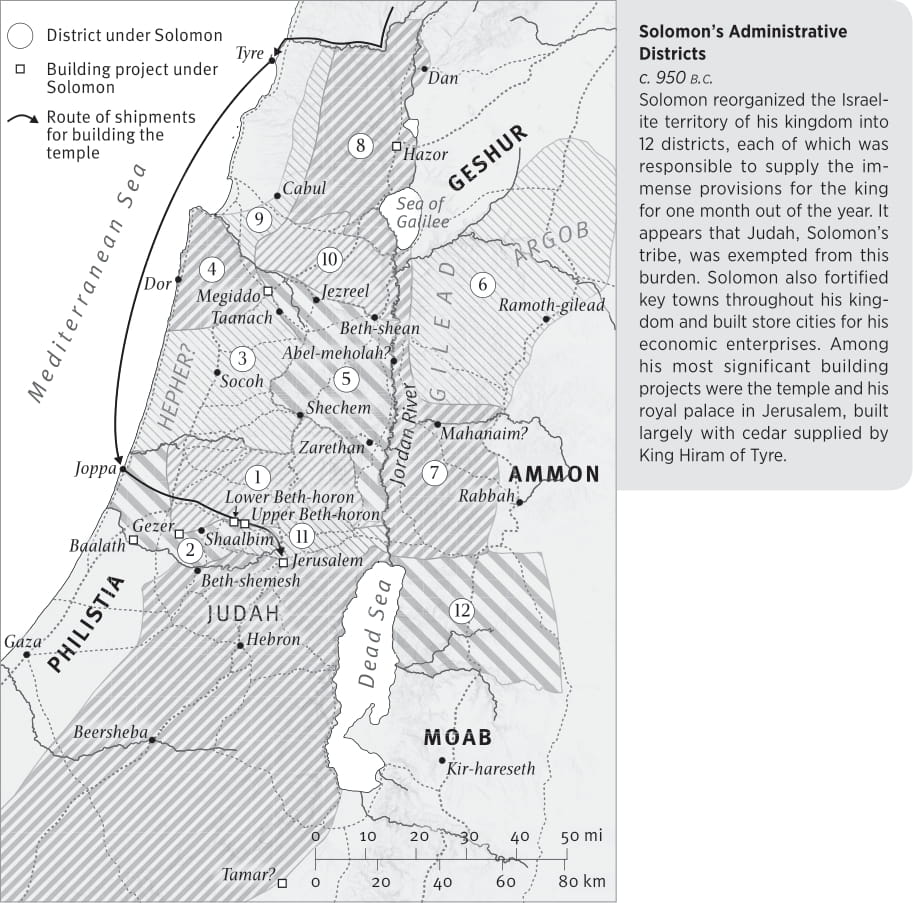 District under Solomon
Building project under
Solomon
Route of shipments
for building the
temple
Solomon's Administrative
Districts
c. 950 B.C.
Solomon reorganized the Israel-
ite territory of his kingdom into
12 districts, each of which was
responsible to supply the im-
mense provisions for the king
for one month out of the year. It
appears that Judah, Solomon's
tribe, was exempted from this
burden. Solomon also fortified
key towns throughout his king-
dom and built store cities for his
economic enterprises. Among
his most significant building
projects were the temple and his
royal palace in Jerusalem, built
largely with cedar supplied by
King Hiram of Tyre.
Tyre
Dan
8
Hazor
GESHUR
Mediterranean Sea
Cabul
Sea of
Galilee
9
ARGOB
10
4
GILEAD
6
Dor
Megiddo
Jezreel
Ramoth-gilead
Taanach
Beth-shean
HEPHER?
3
Abel-meholah?
Socoh
5
Shechem
Jordan River
Mahanaim?
Zarethan
Joppa
1
7
AMMON
Rabbah
Lower Beth-horon
Upper Beth-horon
Gezer
Shaalbim
11
Baalath
2
Jerusalem
Beth-shemesh
PHILISTIA
JUDAH
12
Dead Sea
Gaza
Hebron
Beersheba
MOAB
Kir-hareseth
0 10 20 30 40 50 mi
0 20 40 60 80 km
Tamar?